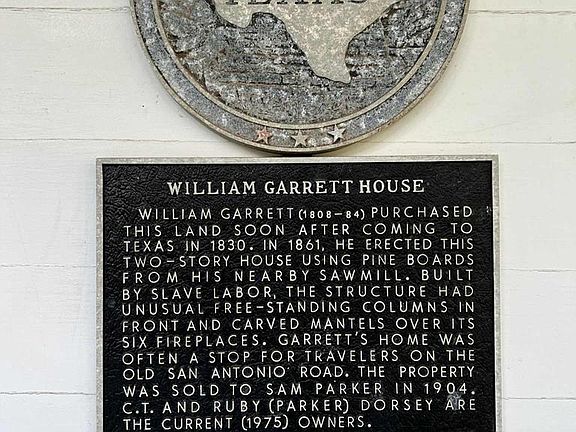 TEXAS
WILLIAM GARRETT HOUSE
WILLIAM GARRETT (1808–84) PURCHASED
THIS LAND SOON AFTER COMING TO
TEXAS IN 1830. IN 1861, HE ERECTED THIS
TWO-STORY HOUSE USING PINE BOARDS
FROM HIS NEARBY SAWMILL. BUILT
BY SLAVE LABOR, THE STRUCTURE HAD
UNUSUAL FREE-STANDING COLUMNS IN
FRONT AND CARVED MANTELS OVER ITS
SIX FIREPLACES. GARRETT'S HOME WAS
OFTEN A STOP FOR TRAVELERS ON THE
OLD SAN ANTONIO ROAD. THE PROPERTY
WAS SOLD TO SAM PARKER IN 1904.
C.T. AND RUBY (PARKER) DORSEY ARE
THE CURRENT (1975) OWNERS.